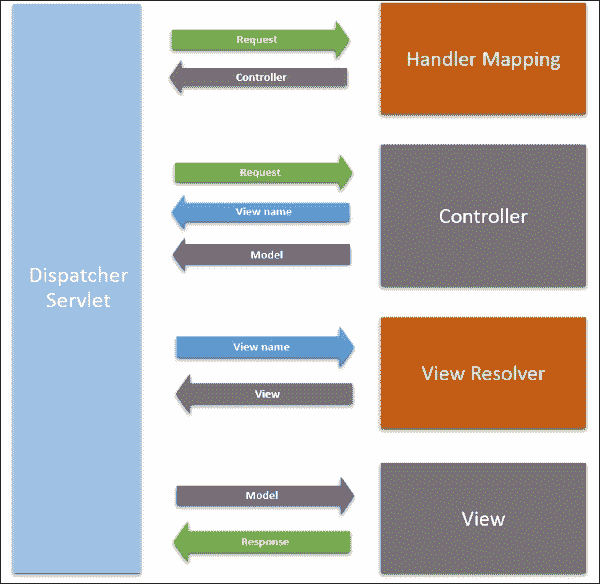 Request
Handler Mapping
Controller
Request
View name
Controller
Model
Dispatcher
Servlet
View name
View Resolver
View
Model
View
Response